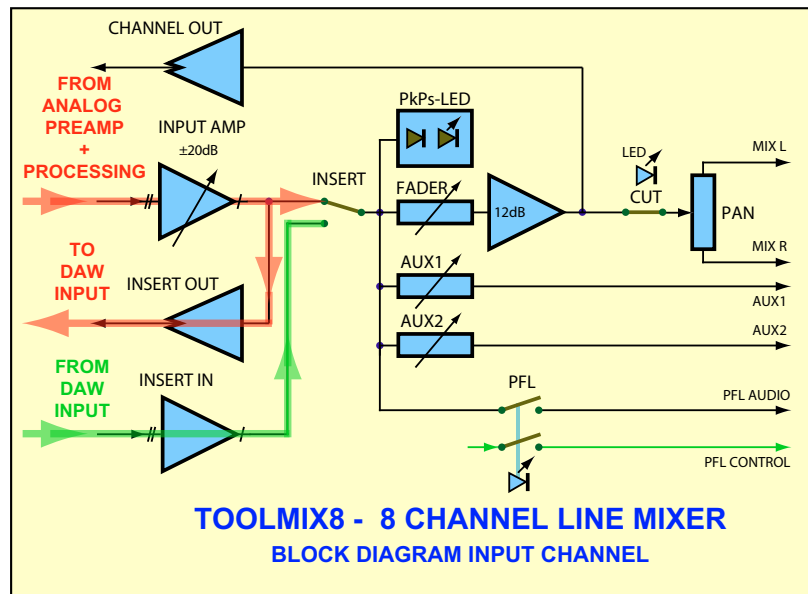 CHANNEL OUT
FROM
ANALOG
PREAMP
+
PROCESSING
INPUT AMP
±20dB
PkPs-LED
INSERT
FADER
12dB
LED
CUT
MIX L
PAN
MIX R
TO
DAW
INPUT
INSERT OUT
AUX1
AUX1
AUX2
AUX2
FROM
DAW
INPUT
INSERT IN
PFL
PFL AUDIO
PFL CONTROL
TOOLMIX8 - 8 CHANNEL LINE MIXER
BLOCK DIAGRAM INPUT CHANNEL